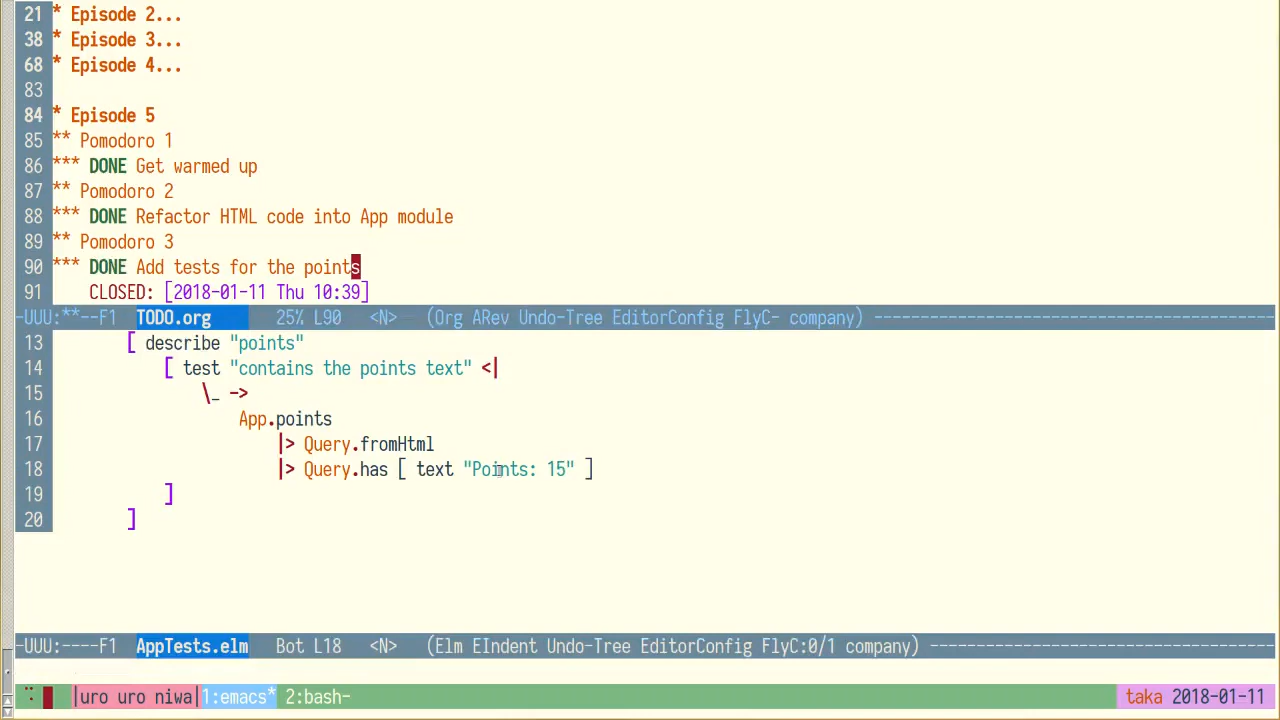 21 * Episode 2...
38 * Episode 3...
68 * Episode 4...
83
84 * Episode 5
85 ** Pomodoro 1
86 *** DONE Get warmed up
87 ** Pomodoro 2
88 *** DONE Refactor HTML code into App module
89 ** Pomodoro 3
90 *** DONE Add tests for the points
91 CLOSED: [2018-01-11 Thu 10:39]
-UUU:**--F1 TODO.org 25% L90 <N> (Org ARev Undo-Tree EditorConfig FlyC- company) -------------------------------------------
13 [ describe "points"
14 [ test "contains the points text" <|
15 \_ ->
16 App.points
17 |> Query.fromHtml
18 |> Query.has [ text "Points: 15" ]
19 ]
20 ]
-UUU:----F1 AppTests.elm Bot L18 <N> (Elm EIndent Undo-Tree EditorConfig FlyC:0/1 company) -------------------------------------
|uro uro niwa|1:emacs* 2:bash- taka 2018-01-11